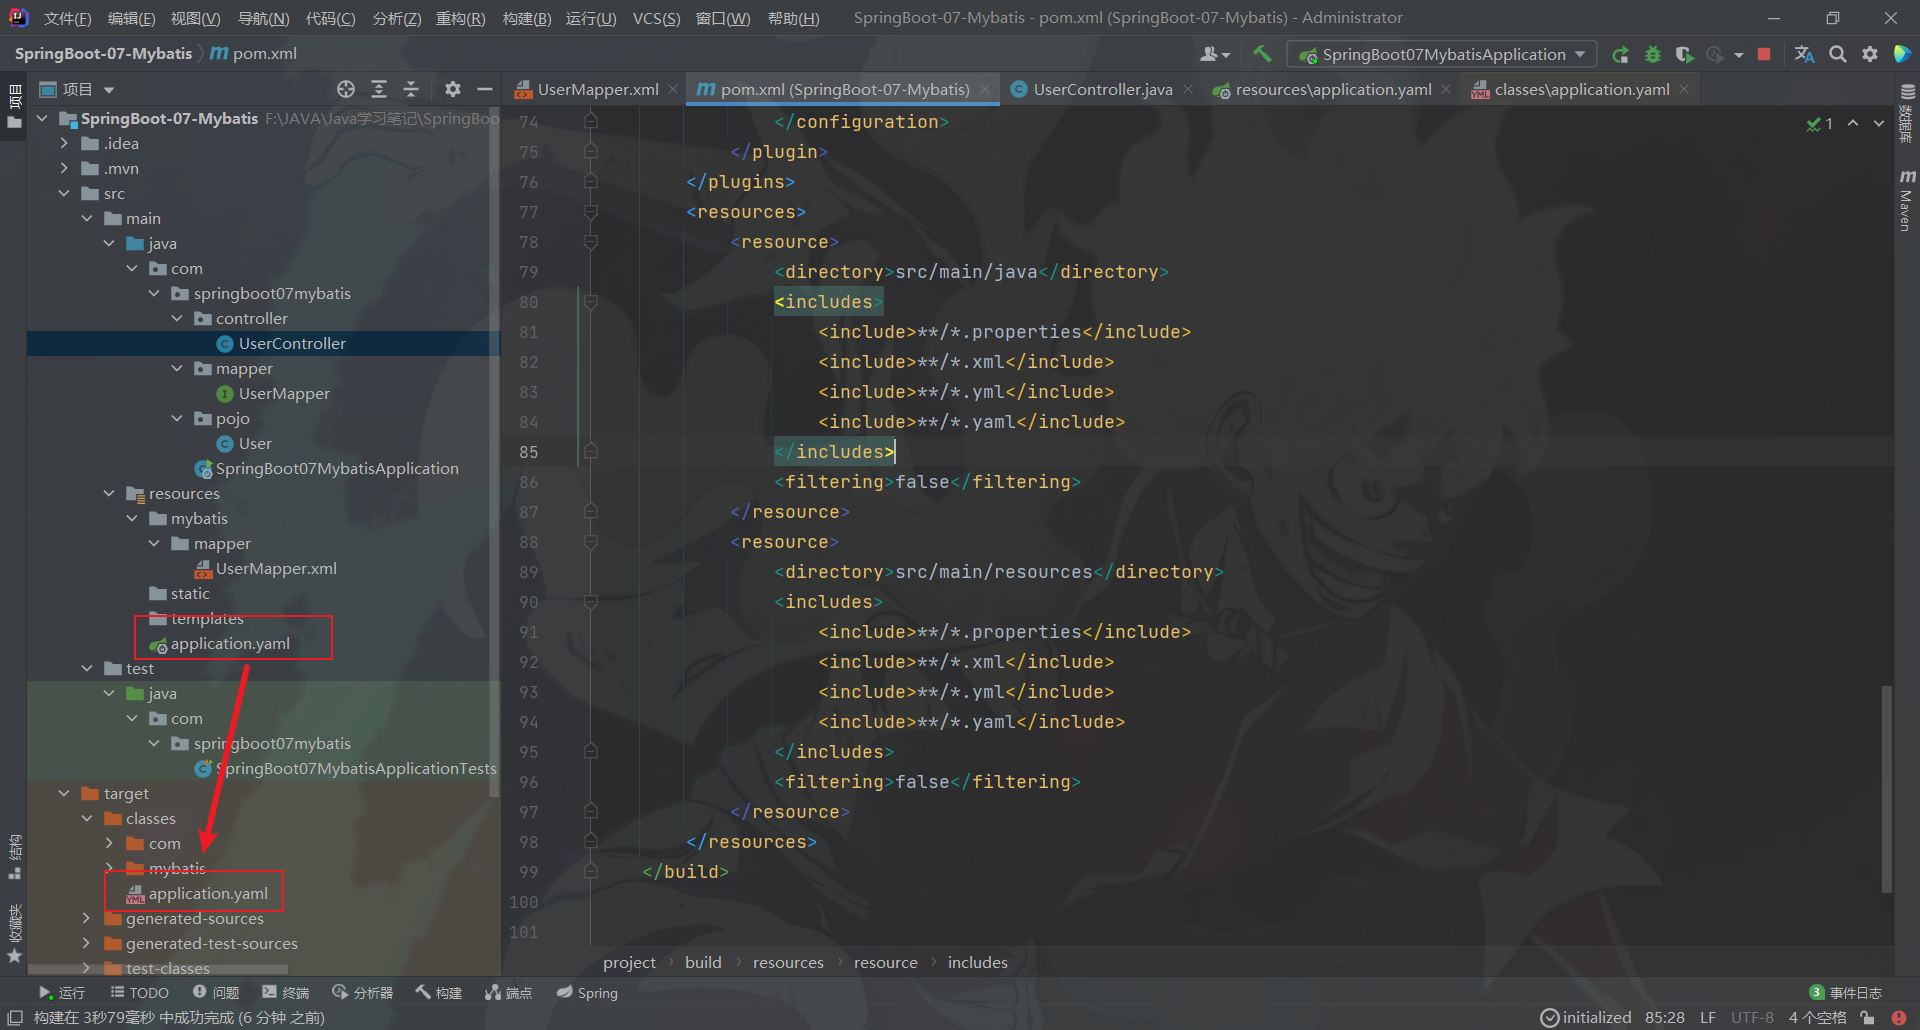 文件(F) 编辑(E) 视图(V) 导航(N) 代码(C) 分析(Z) 重构(R) 构建(B) 运行(U) VCS(S) 窗口(W) 帮助(H) SpringBoot-07-Mybatis - pom.xml (SpringBoot-07-Mybatis) - Administrator
SpringBoot-07-Mybatis m pom.xml SpringBoot07MybatisApplication
项目
UserMapper.xml pom.xml (SpringBoot-07-Mybatis) UserController.java resources\application.yaml classes\application.yaml
项目
结构
收藏夹
SpringBoot-07-Mybatis F:\JAVA\Java学习笔记\SpringBoo
.idea
.mvn
src
main
java
com
springboot07mybatis
controller
UserController
mapper
UserMapper
pojo
User
SpringBoot07MybatisApplication
resources
mybatis
mapper
UserMapper.xml
static
templates
application.yaml
test
java
com
springboot07mybatis
SpringBoot07MybatisApplicationTests
target
classes
com
mybatis
application.yaml
generated-sources
generated-test-sources
test-classes
74 </configuration>
75 </plugin>
76 </plugins>
77 <resources>
78 <resource>
79 <directory>src/main/java</directory>
80 <includes>
81 <include>**/*.properties</include>
82 <include>**/*.xml</include>
83 <include>**/*.yml</include>
84 <include>**/*.yaml</include>
85 </includes>
86 <filtering>false</filtering>
87 </resource>
88 <resource>
89 <directory>src/main/resources</directory>
90 <includes>
91 <include>**/*.properties</include>
92 <include>**/*.xml</include>
93 <include>**/*.yml</include>
94 <include>**/*.yaml</include>
95 </includes>
96 <filtering>false</filtering>
97 </resource>
98 </resources>
99 </build>
100
101
1
数据库
m Maven
project › build › resources › resource › includes
运行 TODO 问题 终端 分析器 构建 端点 Spring 3 事件日志
构建在 3秒79毫秒 中成功完成 (6 分钟 之前) initialized 85:28 LF UTF-8 4 个空格